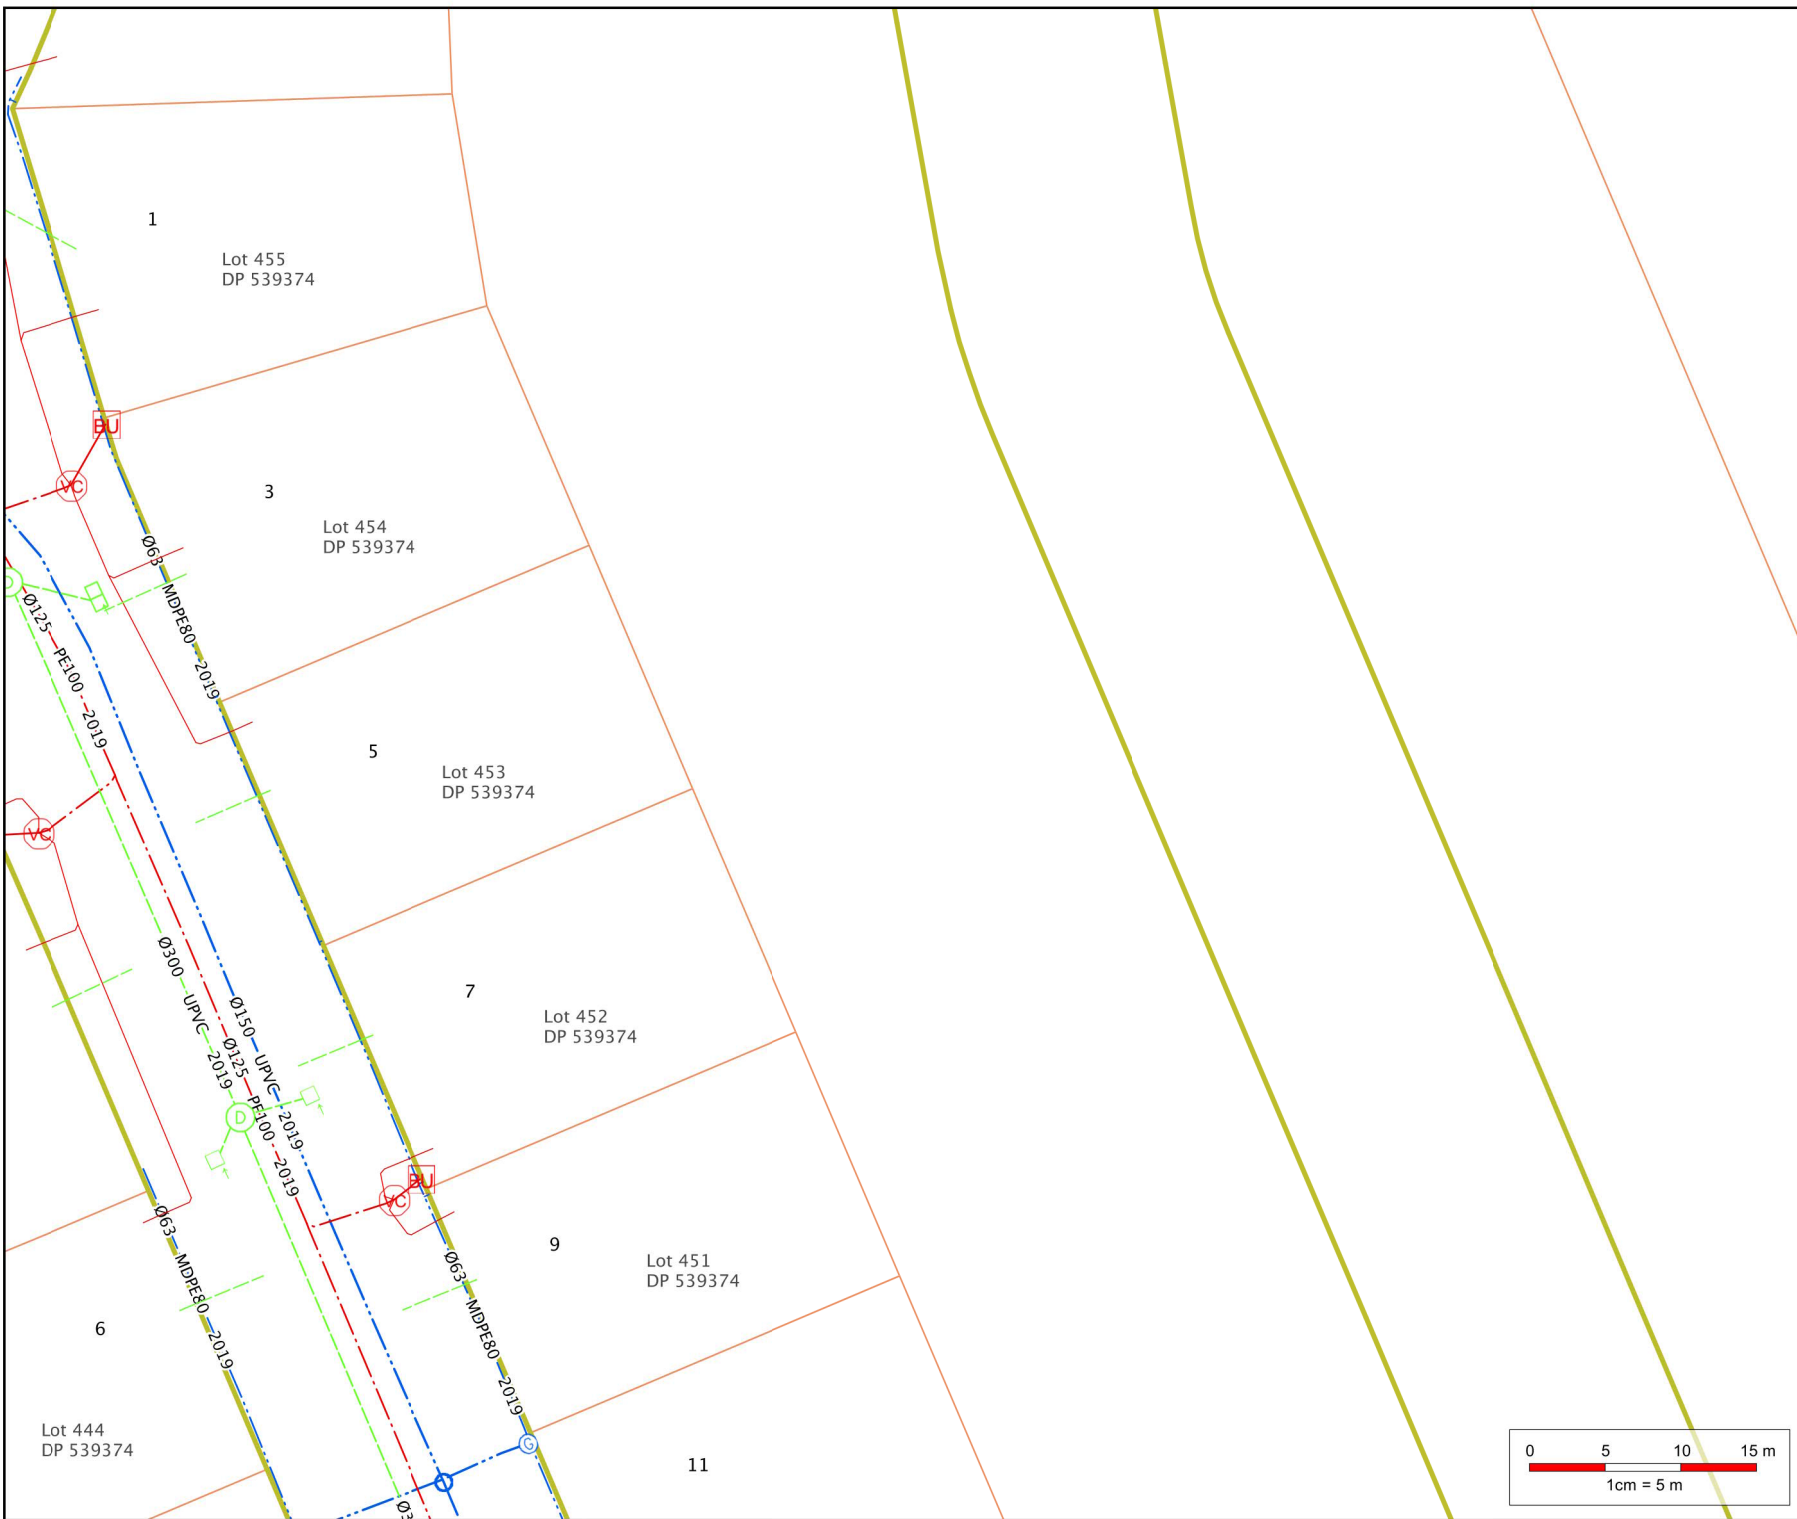 1
Lot 455
DP 539374
BU
VC
3
Lot 454
DP 539374
Ø63 MDPE80 2019
D
Ø125 PE100 2019
5
Lot 453
DP 539374
VC
7
Lot 452
DP 539374
Ø300 UPVC 2019
Ø150 UPVC 2019
Ø125 PE100 2019
D
BU
VC
9
Lot 451
DP 539374
Ø63 MDPE80 2019
Ø63 MDPE80 2019
6
Lot 444
DP 539374
G
11
Ø3
0 5 10 15 m
1cm = 5 m